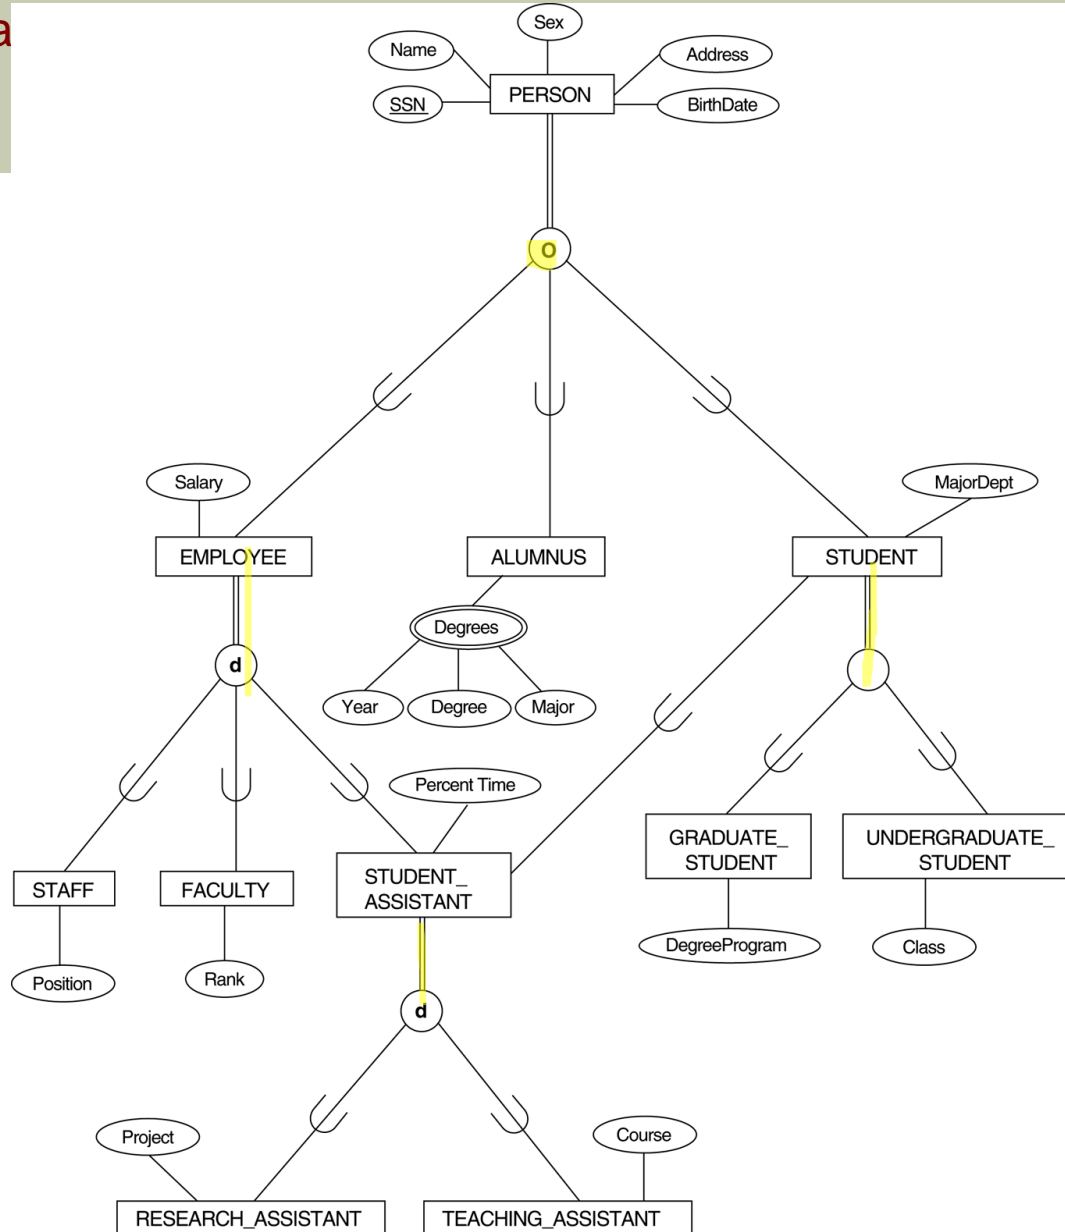 a
Sex
Name
Address
PERSON
SSN
BirthDate
O
Salary
MajorDept
EMPLOYEE
ALUMNUS
STUDENT
Degrees
d
Year
Degree
Major
Percent Time
GRADUATE_
STUDENT
UNDERGRADUATE_
STUDENT
STAFF
FACULTY
STUDENT_
ASSISTANT
DegreeProgram
Class
Position
Rank
d
Project
Course
RESEARCH_ASSISTANT
TEACHING_ASSISTANT